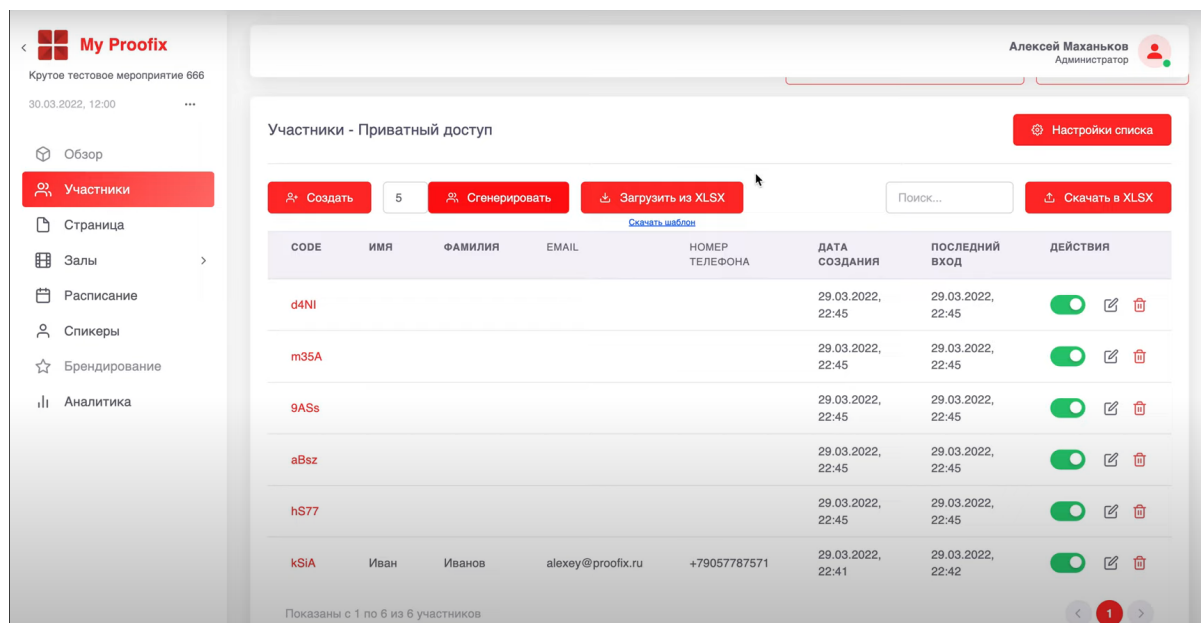 My Proofix
Крутое тестовое мероприятие 666
30.03.2022, 12:00
Обзор
Участники
Страница
Залы
Расписание
Спикеры
Брендирование
Аналитика
Алексей Маханьков
Администратор
Участники - Приватный доступ
Настройки списка
Создать 5 Сгенерировать Загрузить из XLSX Поиск... Скачать в XLSX
Скачать шаблон
CODE ИМЯ ФАМИЛИЯ EMAIL НОМЕР ТЕЛЕФОНА ДАТА СОЗДАНИЯ ПОСЛЕДНИЙ ВХОД ДЕЙСТВИЯ
d4NI 29.03.2022, 22:45 29.03.2022, 22:45
m35A 29.03.2022, 22:45 29.03.2022, 22:45
9ASs 29.03.2022, 22:45 29.03.2022, 22:45
aBsz 29.03.2022, 22:45 29.03.2022, 22:45
hS77 29.03.2022, 22:45 29.03.2022, 22:45
kSiA Иван Иванов alexey@proofix.ru +79057787571 29.03.2022, 22:41 29.03.2022, 22:42
Показаны с 1 по 6 из 6 участников
1